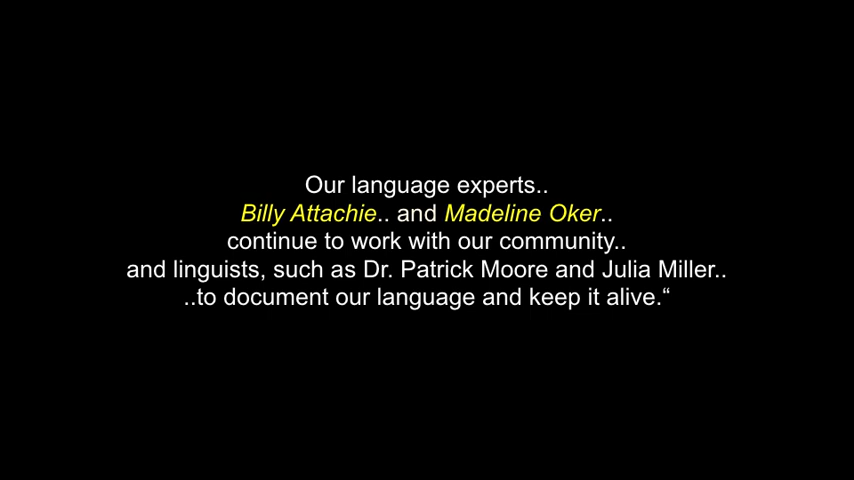 Our language experts..
Billy Attachie.. and Madeline Oker..
continue to work with our community..
and linguists, such as Dr. Patrick Moore and Julia Miller..
..to document our language and keep it alive.“